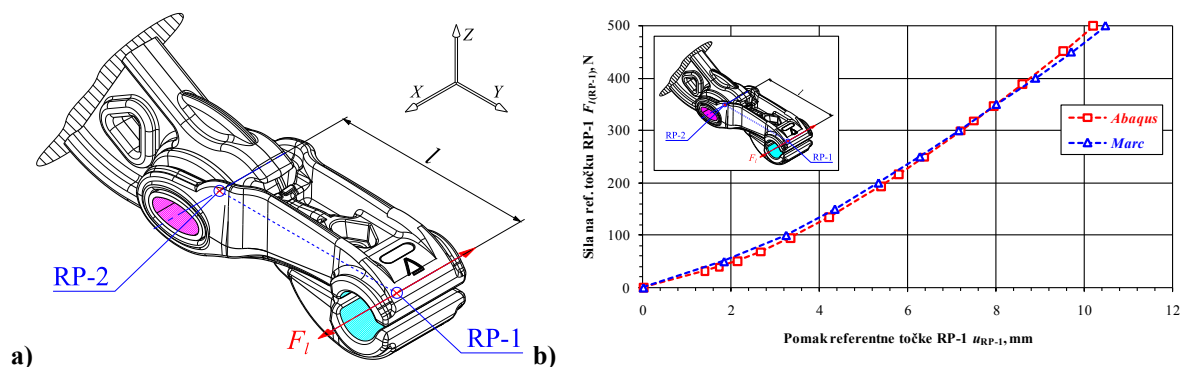 a)
Z
X
Y
l
RP-2
F_l
RP-1
b)
Sila na ref. točku RP-1 F_l(RP-1), N
500
400
300
200
100
0
0
2
4
6
8
10
12
Pomak referentne točke RP-1 u_RP-1, mm
Abaqus
Marc
RP-2
RP-1